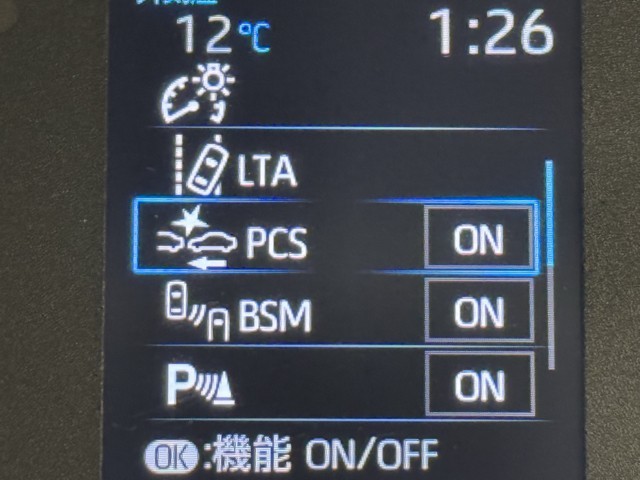 12°C 1:26
LTA
PCS ON
BSM ON
P ON
OK:機能 ON/OFF